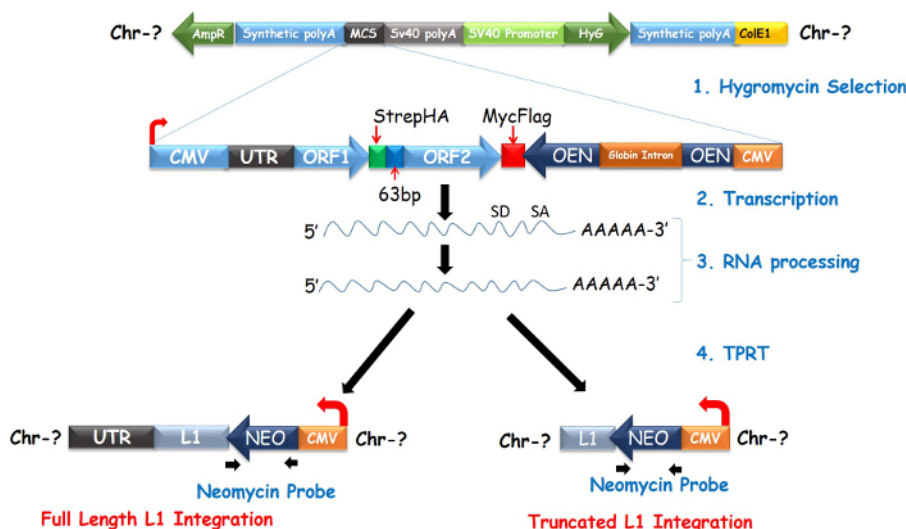 Chr-? AmpR Synthetic polyA MCS Sv40 polyA SV40 Promoter HyG Synthetic polyA ColE1 Chr-?
1. Hygromycin Selection
StrepHA MycFlag
CMV UTR ORF1 ORF2 OEN Globin Intron OEN CMV
63bp
2. Transcription
SD SA
5' AAAAA-3'
3. RNA processing
5' AAAAA-3'
4. TPRT
Chr-? UTR L1 NEO CMV Chr-? Chr-? L1 NEO CMV Chr-?
Neomycin Probe Neomycin Probe
Full Length L1 Integration Truncated L1 Integration